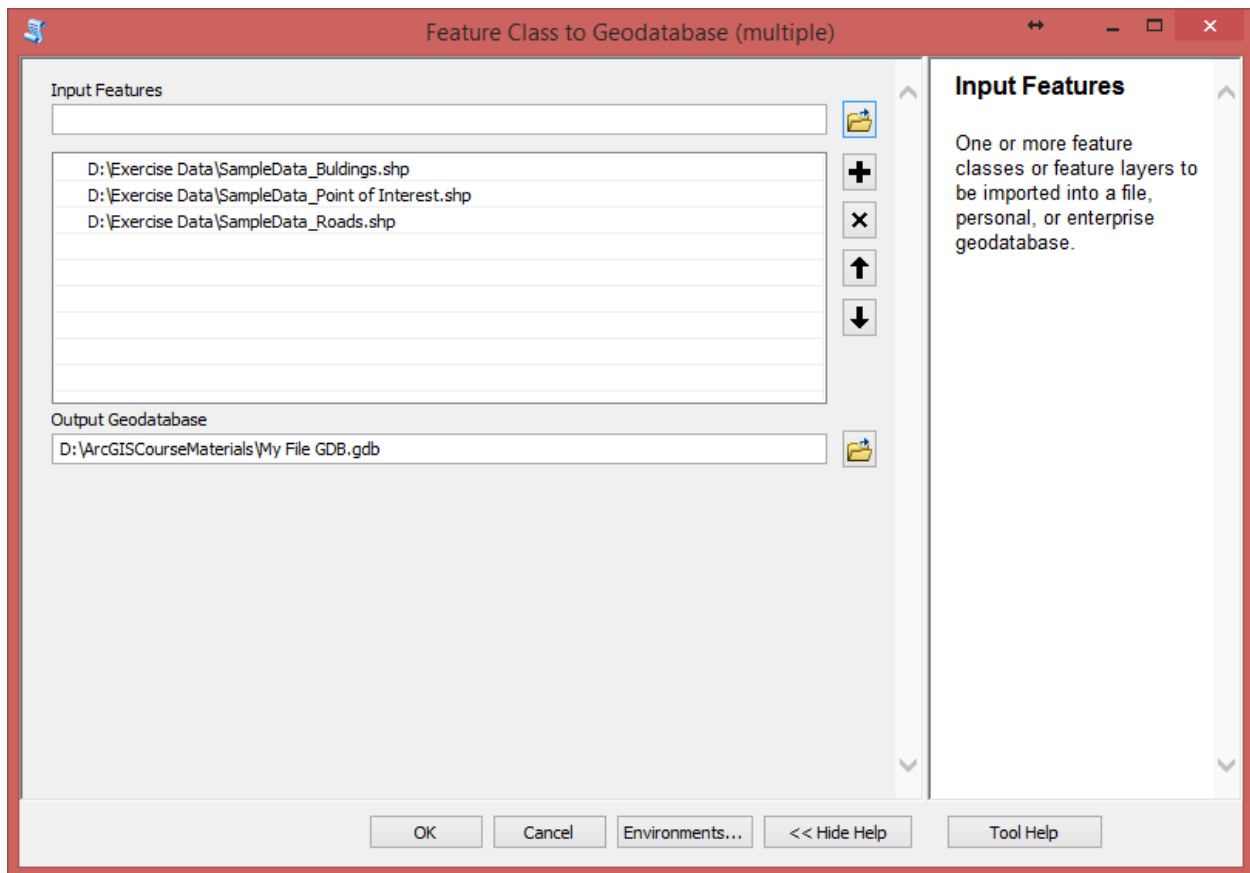 Feature Class to Geodatabase (multiple)
Input Features
D:\Exercise Data\SampleData_Buldings.shp
D:\Exercise Data\SampleData_Point of Interest.shp
D:\Exercise Data\SampleData_Roads.shp
Output Geodatabase
D:\ArcGISCourseMaterials\My File GDB.gdb
OK
Cancel
Environments...
<< Hide Help
Input Features
One or more feature
classes or feature layers to
be imported into a file,
personal, or enterprise
geodatabase.
Tool Help